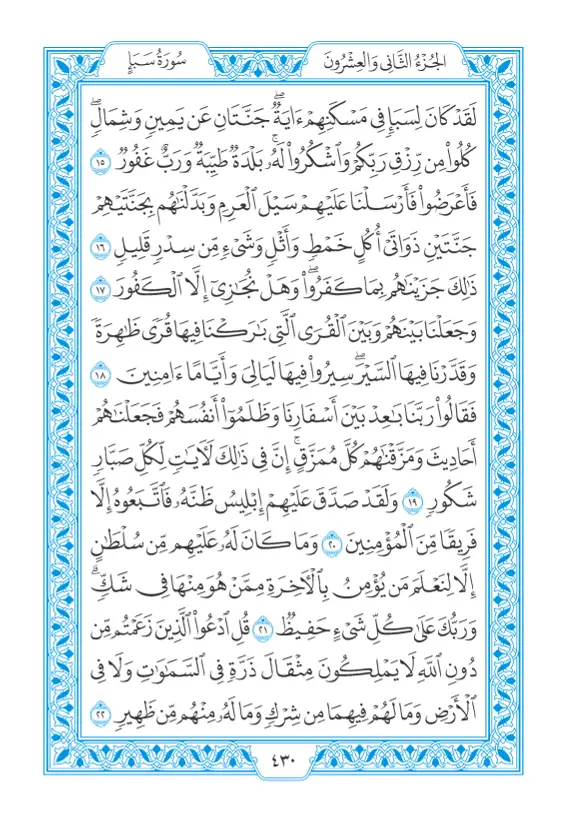 الجُزْءُ الثَّانِي وَالعِشْرُونَ
سُورَةُ سَبَإٍ
لَقَدۡ كَانَ لِسَبَإٖ فِي مَسۡكَنِهِمۡ ءَايَةٞۖ جَنَّتَانِ عَن يَمِينٖ وَشِمَالٖۖ
كُلُواْ مِن رِّزۡقِ رَبِّكُمۡ وَٱشۡكُرُواْ لَهُۥۚ بَلۡدَةٞ طَيِّبَةٞ وَرَبٌّ غَفُورٞ ١٥
فَأَعۡرَضُواْ فَأَرۡسَلۡنَا عَلَيۡهِمۡ سَيۡلَ ٱلۡعَرِمِ وَبَدَّلۡنَٰهُم بِجَنَّتَيۡهِمۡ
جَنَّتَيۡنِ ذَوَاتَيۡ أُكُلٍ خَمۡطٖ وَأَثۡلٖ وَشَيۡءٖ مِّن سِدۡرٖ قَلِيلٖ ١٦
ذَٰلِكَ جَزَيۡنَٰهُم بِمَا كَفَرُواْۖ وَهَلۡ نُجَٰزِيٓ إِلَّا ٱلۡكَفُورَ ١٧
وَجَعَلۡنَا بَيۡنَهُمۡ وَبَيۡنَ ٱلۡقُرَى ٱلَّتِي بَٰرَكۡنَا فِيهَا قُرٗى ظَٰهِرَةٗ
وَقَدَّرۡنَا فِيهَا ٱلسَّيۡرَۖ سِيرُواْ فِيهَا لَيَالِيَ وَأَيَّامًا ءَامِنِينَ ١٨
فَقَالُواْ رَبَّنَا بَٰعِدۡ بَيۡنَ أَسۡفَارِنَا وَظَلَمُوٓاْ أَنفُسَهُمۡ فَجَعَلۡنَٰهُمۡ
أَحَادِيثَ وَمَزَّقۡنَٰهُمۡ كُلَّ مُمَزَّقٍۚ إِنَّ فِي ذَٰلِكَ لَأٓيَٰتٖ لِّكُلِّ صَبَّارٖ
شَكُورٖ ١٩ وَلَقَدۡ صَدَّقَ عَلَيۡهِمۡ إِبۡلِيسُ ظَنَّهُۥ فَٱتَّبَعُوهُ إِلَّا
فَرِيقٗا مِّنَ ٱلۡمُؤۡمِنِينَ ٢٠ وَمَا كَانَ لَهُۥ عَلَيۡهِم مِّن سُلۡطَٰنٍ
إِلَّا لِنَعۡلَمَ مَن يُؤۡمِنُ بِٱلۡأٓخِرَةِ مِمَّنۡ هُوَ مِنۡهَا فِي شَكّٖۗ
وَرَبُّكَ عَلَىٰ كُلِّ شَيۡءٍ حَفِيظٞ ٢١ قُلِ ٱدۡعُواْ ٱلَّذِينَ زَعَمۡتُم مِّن
دُونِ ٱللَّهِ لَا يَمۡلِكُونَ مِثۡقَالَ ذَرَّةٖ فِي ٱلسَّمَٰوَٰتِ وَلَا فِي
ٱلۡأَرۡضِ وَمَا لَهُمۡ فِيهِمَا مِن شِرۡكٖ وَمَا لَهُۥ مِنۡهُم مِّن ظَهِيرٖ ٢٢
٤٣٠